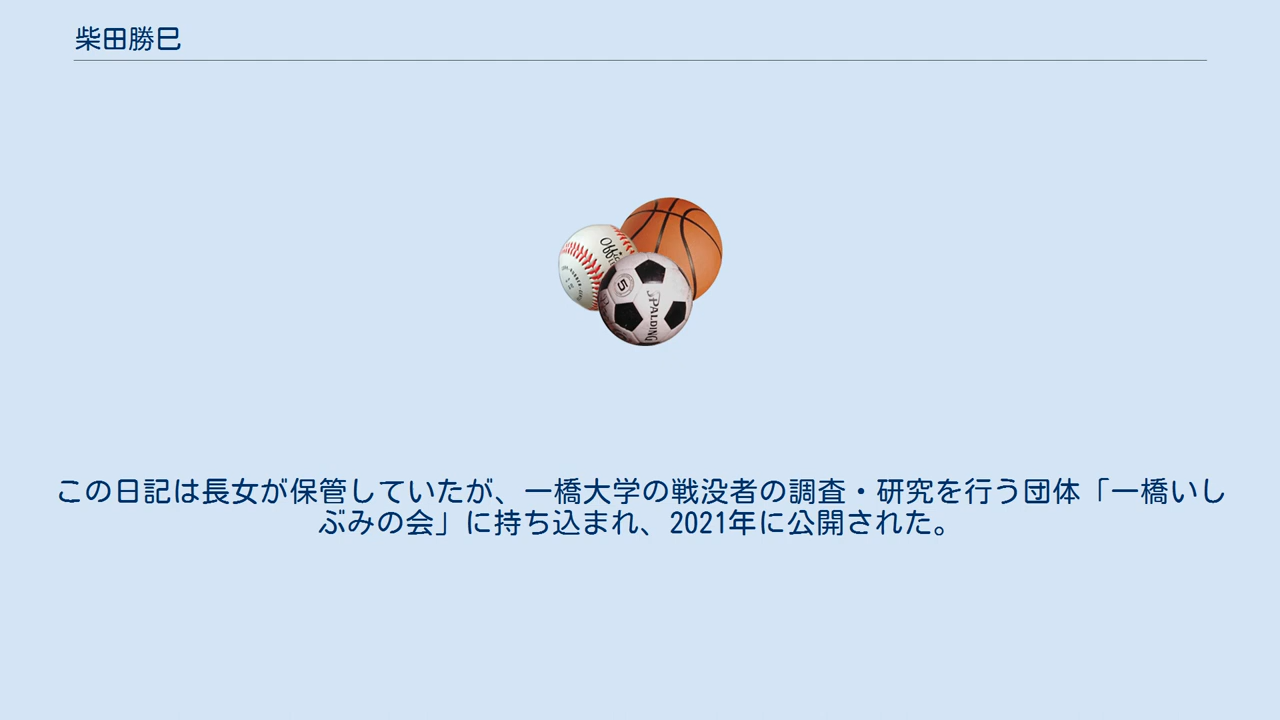 柴田勝巳
Offic
5
SPALDING
この日記は長女が保管していたが、一橋大学の戦没者の調査・研究を行う団体「一橋いし
ぶみの会」に持ち込まれ、2021年に公開された。